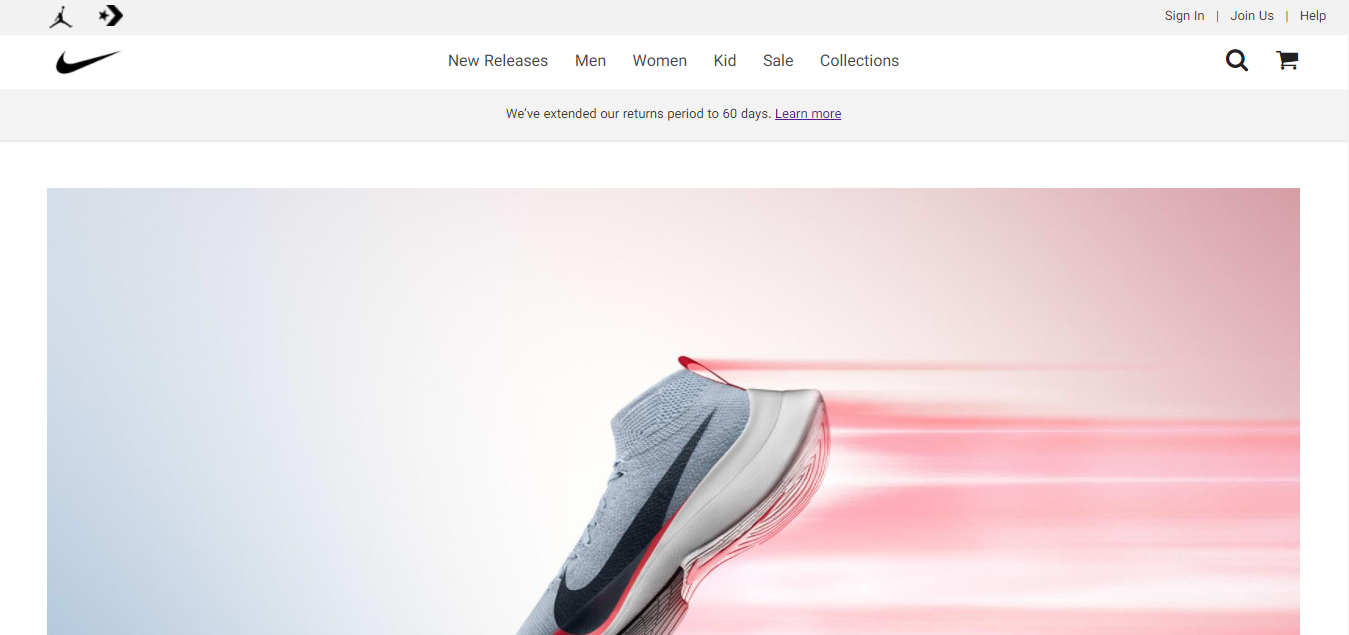 Sign In | Join Us | Help
New Releases Men Women Kid Sale Collections
We've extended our returns period to 60 days. Learn more